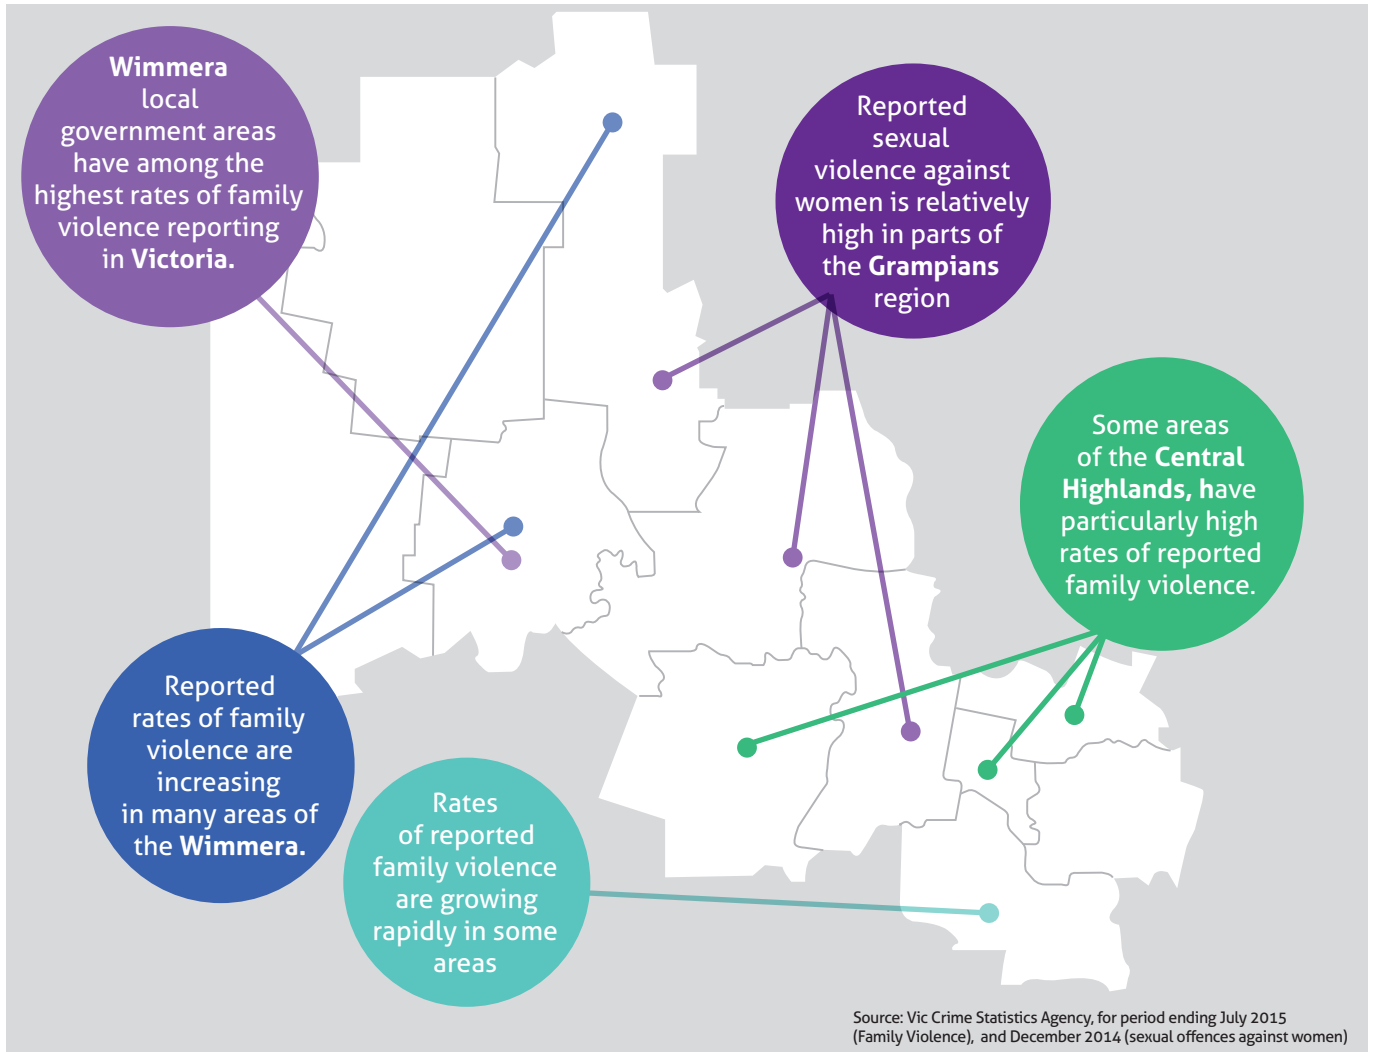 Wimmera
local
government areas
have among the
highest rates of family
violence reporting
in Victoria.
Reported
sexual
violence against
women is relatively
high in parts of
the Grampians
region
Some areas
of the Central
Highlands, have
particularly high
rates of reported
family violence.
Reported
rates of family
violence are
increasing
in many areas of
the Wimmera.
Rates
of reported
family violence
are growing
rapidly in some
areas
Source: Vic Crime Statistics Agency, for period ending July 2015
(Family Violence), and December 2014 (sexual offences against women)